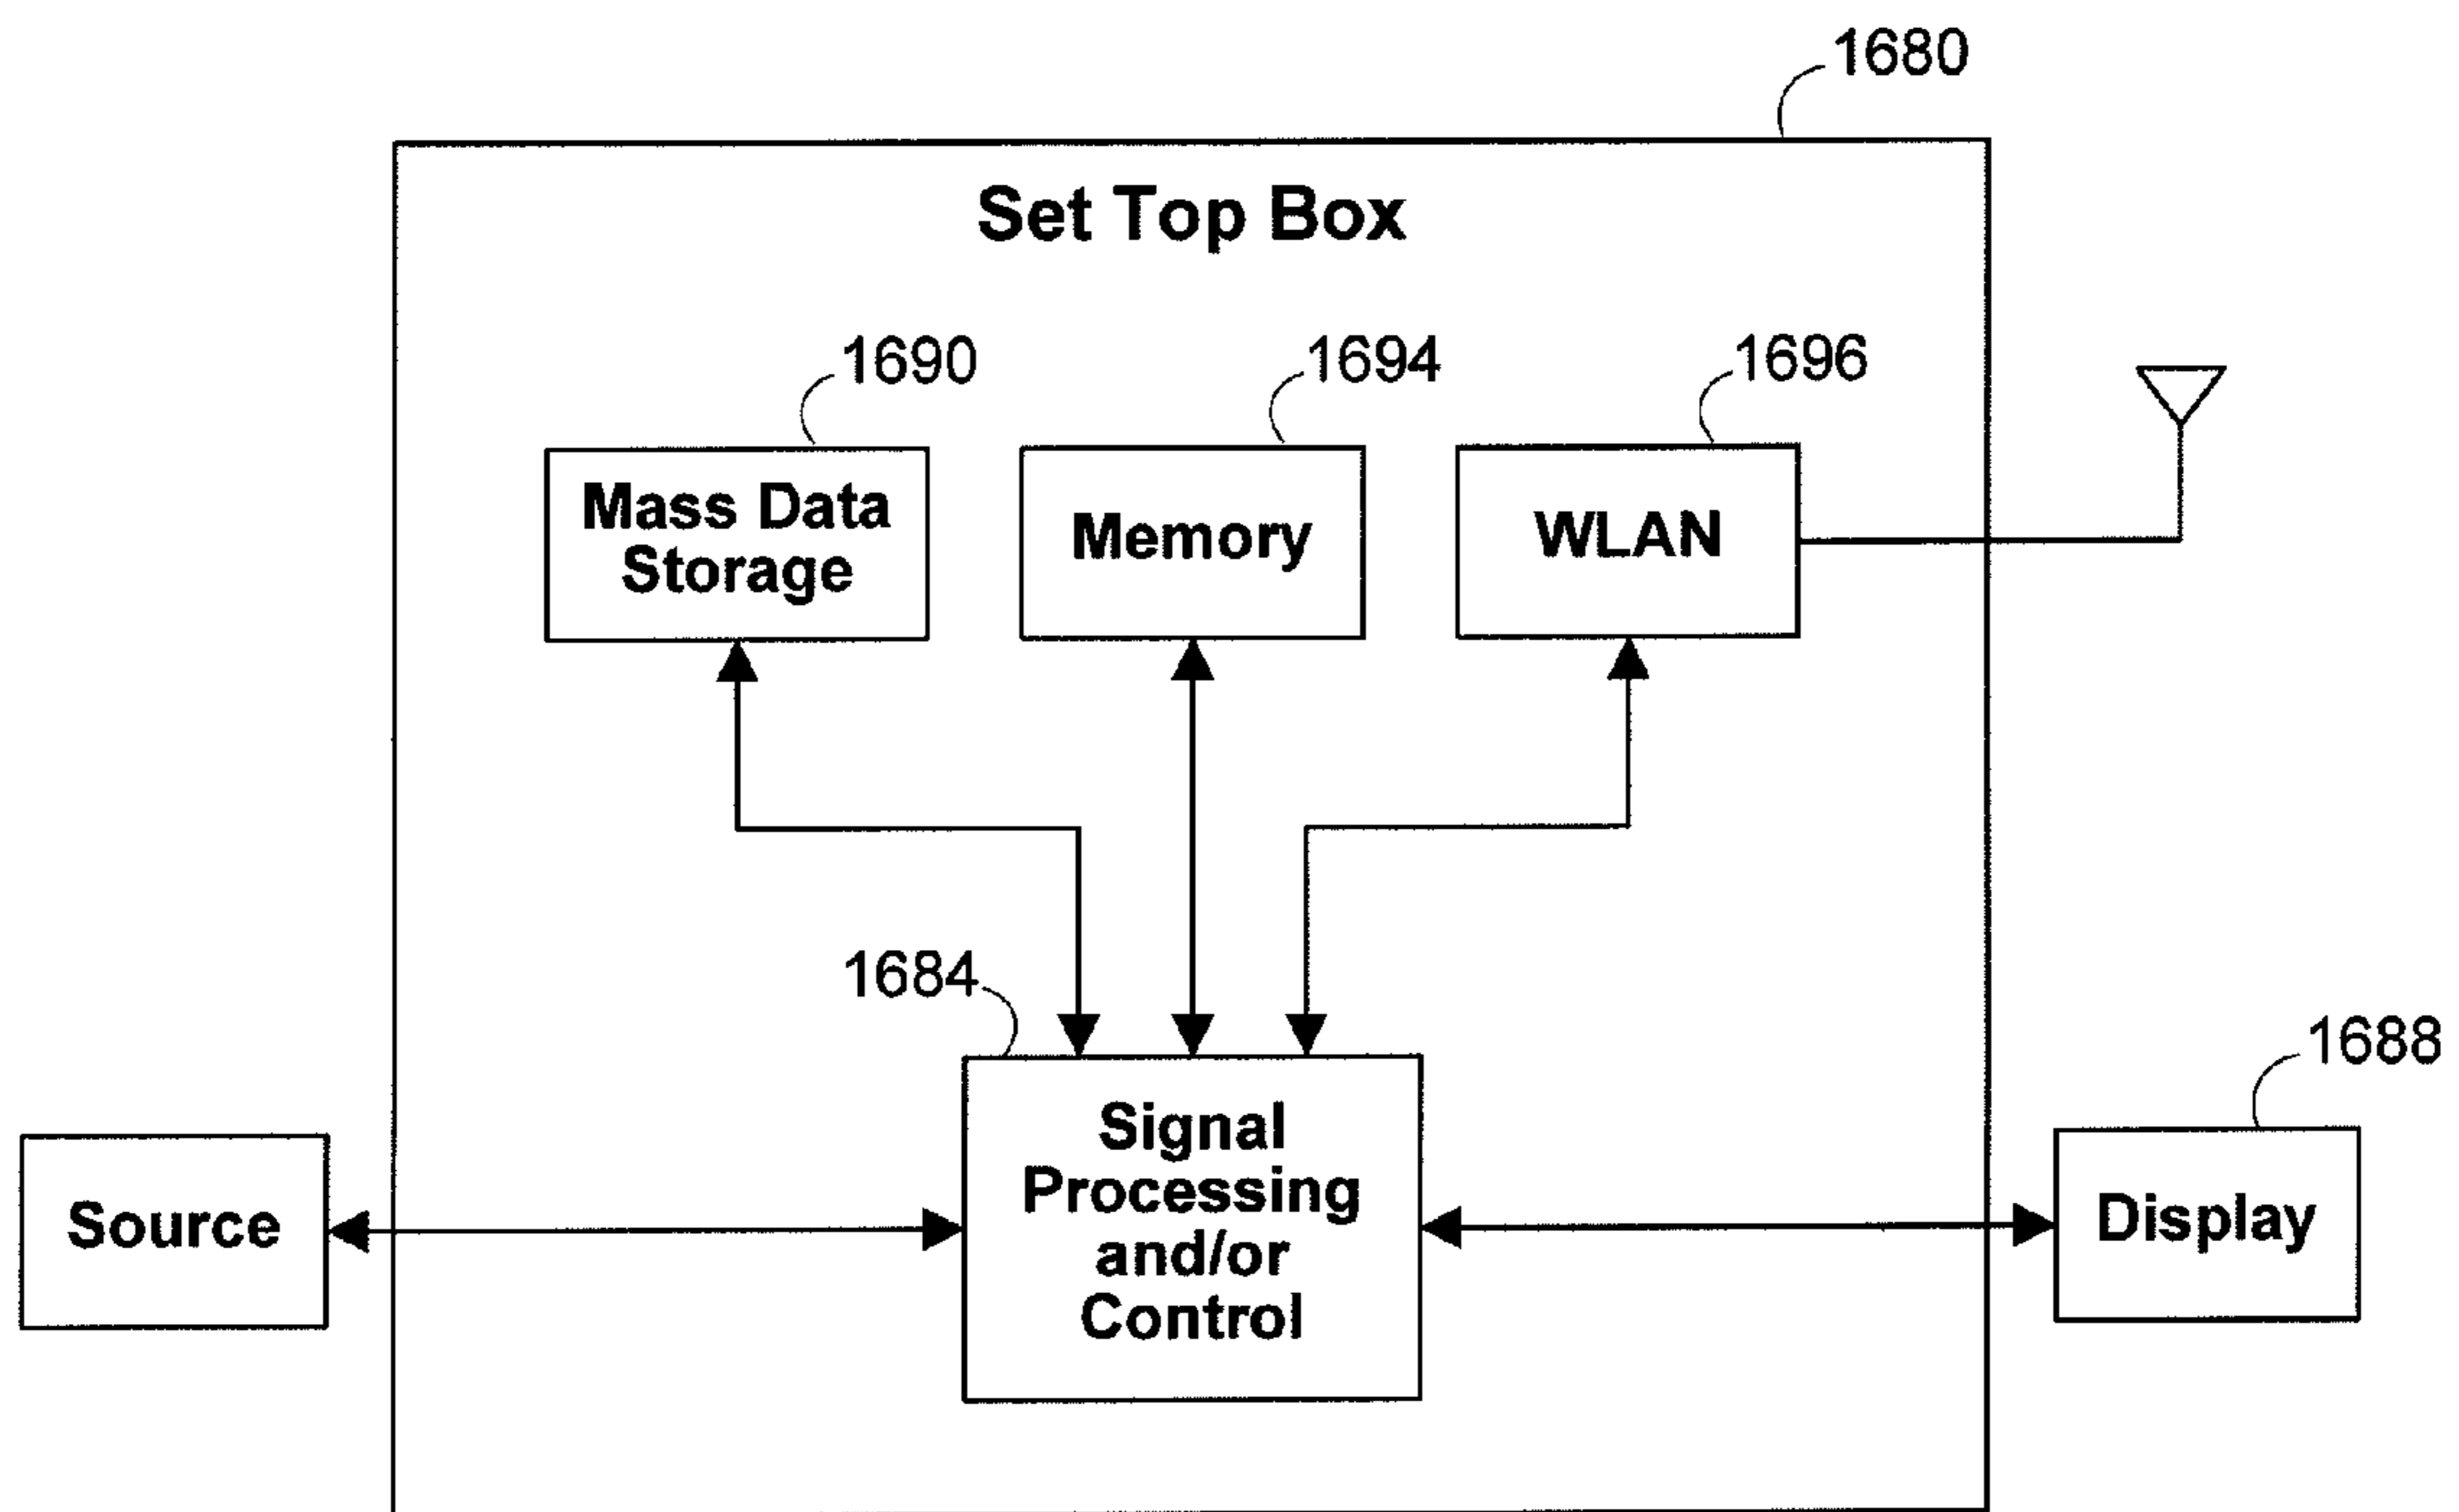 1680
Set Top Box
1690
1694
1696
Mass Data
Storage
Memory
WLAN
1684
1688
Source
Signal
Processing
and/or
Control
Display